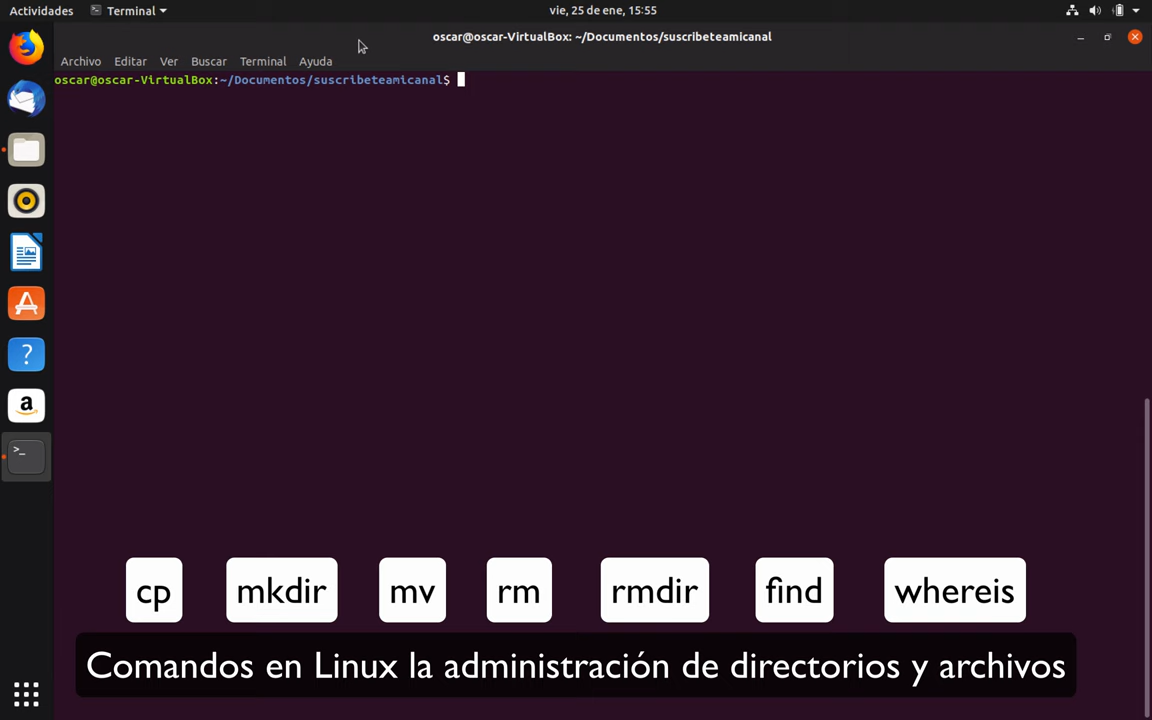 Actividades Terminal vie, 25 de ene, 15:55
oscar@oscar-VirtualBox: ~/Documentos/suscribeteamicanal
Archivo Editar Ver Buscar Terminal Ayuda
oscar@oscar-VirtualBox:~/Documentos/suscribeteamicanal$
cp mkdir mv rm rmdir find whereis
Comandos en Linux la administración de directorios y archivos